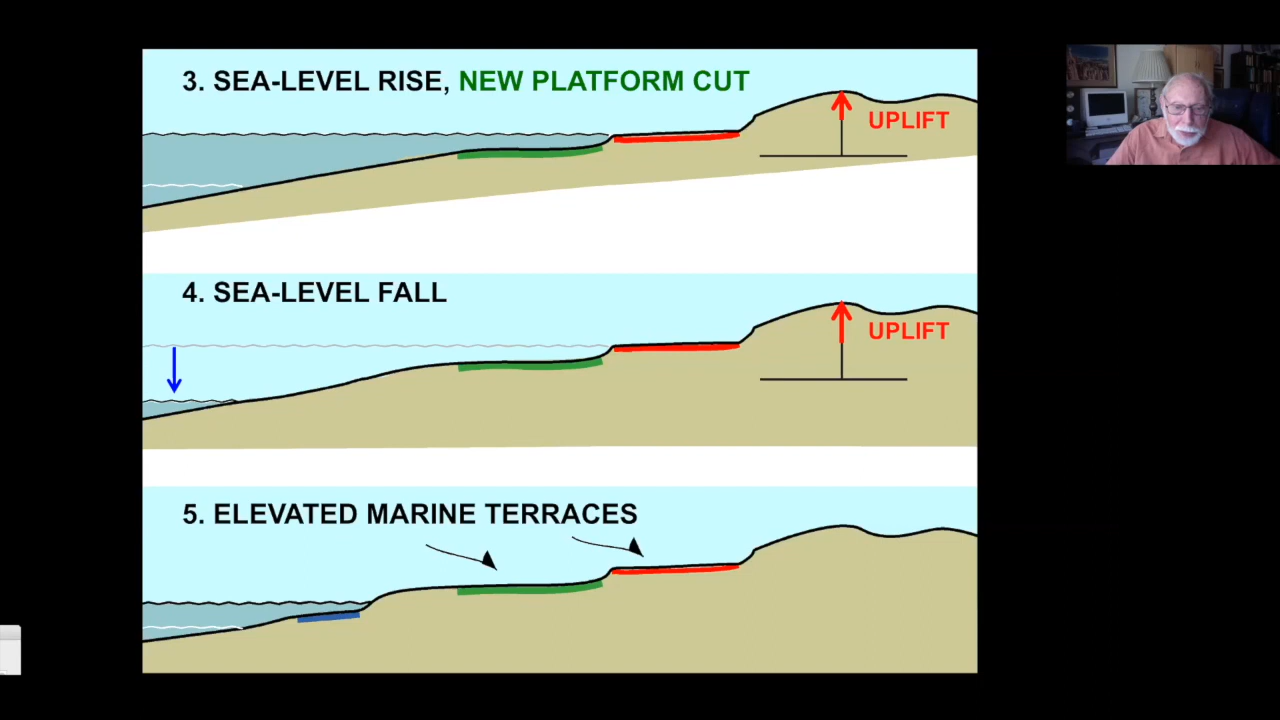 3. SEA-LEVEL RISE, NEW PLATFORM CUT
UPLIFT
4. SEA-LEVEL FALL
UPLIFT
5. ELEVATED MARINE TERRACES